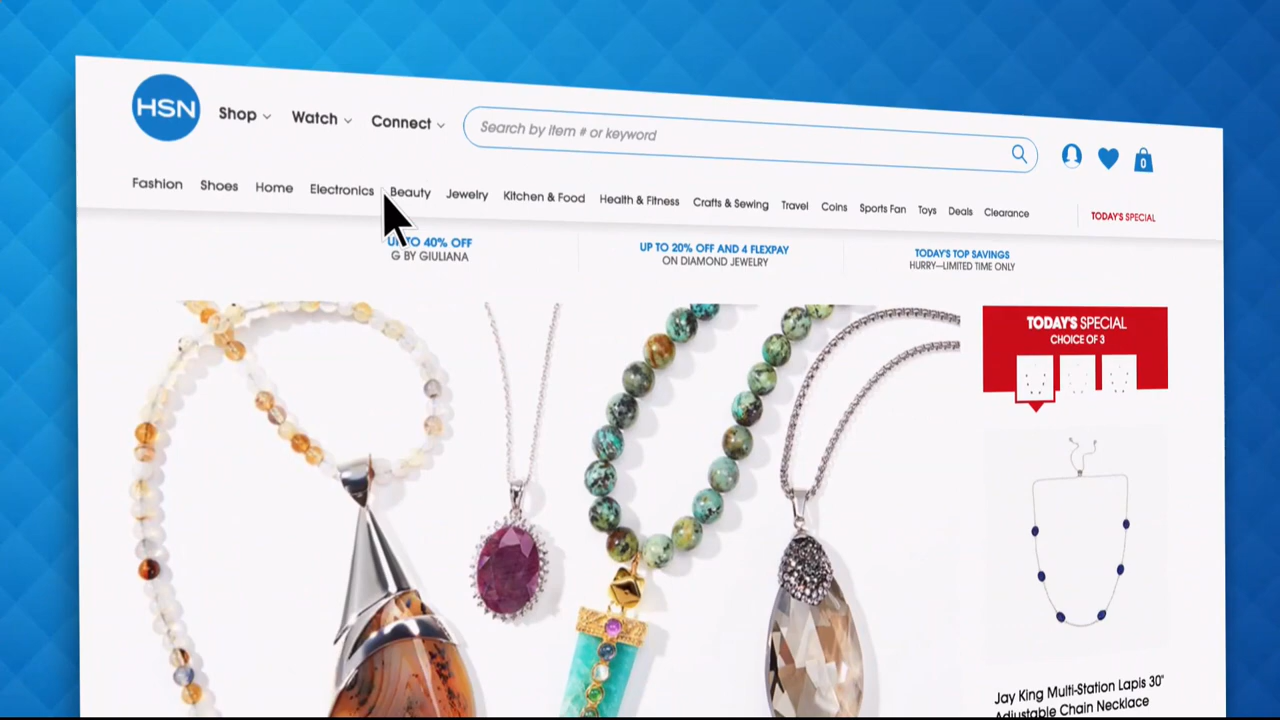 HSN
Shop
Watch
Connect
Search by item # or keyword
0
Fashion Shoes Home Electronics Beauty Jewelry Kitchen & Food Health & Fitness Crafts & Sewing Travel Coins Sports Fan Toys Deals Clearance
TODAY'S SPECIAL
TO 40% OFF
G BY GIULIANA
UP TO 20% OFF AND 4 FLEXPAY
ON DIAMOND JEWELRY
TODAY'S TOP SAVINGS
HURRY—LIMITED TIME ONLY
TODAY'S SPECIAL
CHOICE OF 3
Jay King Multi-Station Lapis 30"
Adjustable Chain Necklace